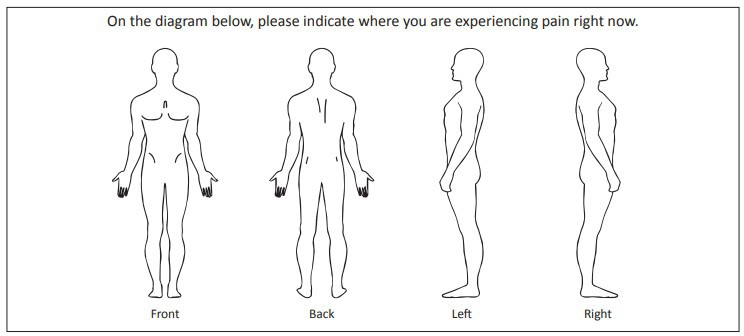 On the diagram below, please indicate where you are experiencing pain right now.
Front Back Left Right